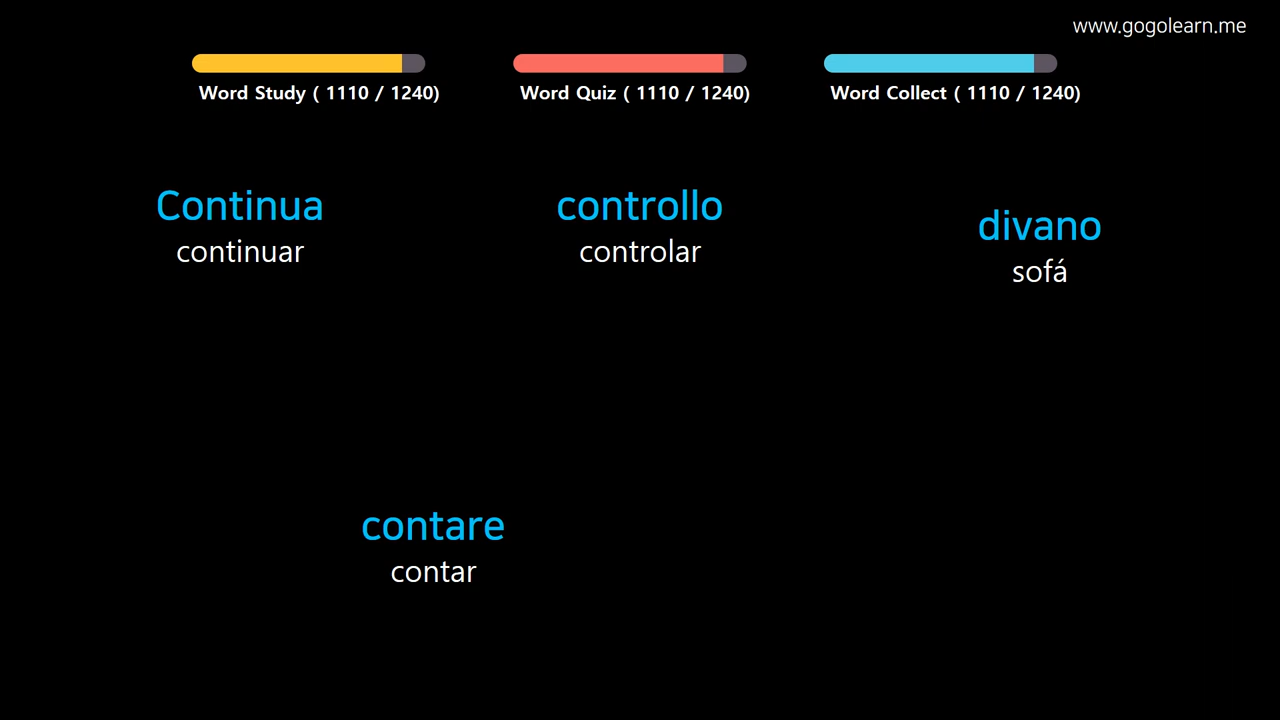 www.gogolearn.me
Word Study ( 1110 / 1240)
Word Quiz ( 1110 / 1240)
Word Collect ( 1110 / 1240)
Continua
continuar
controllo
controlar
divano
sofá
contare
contar